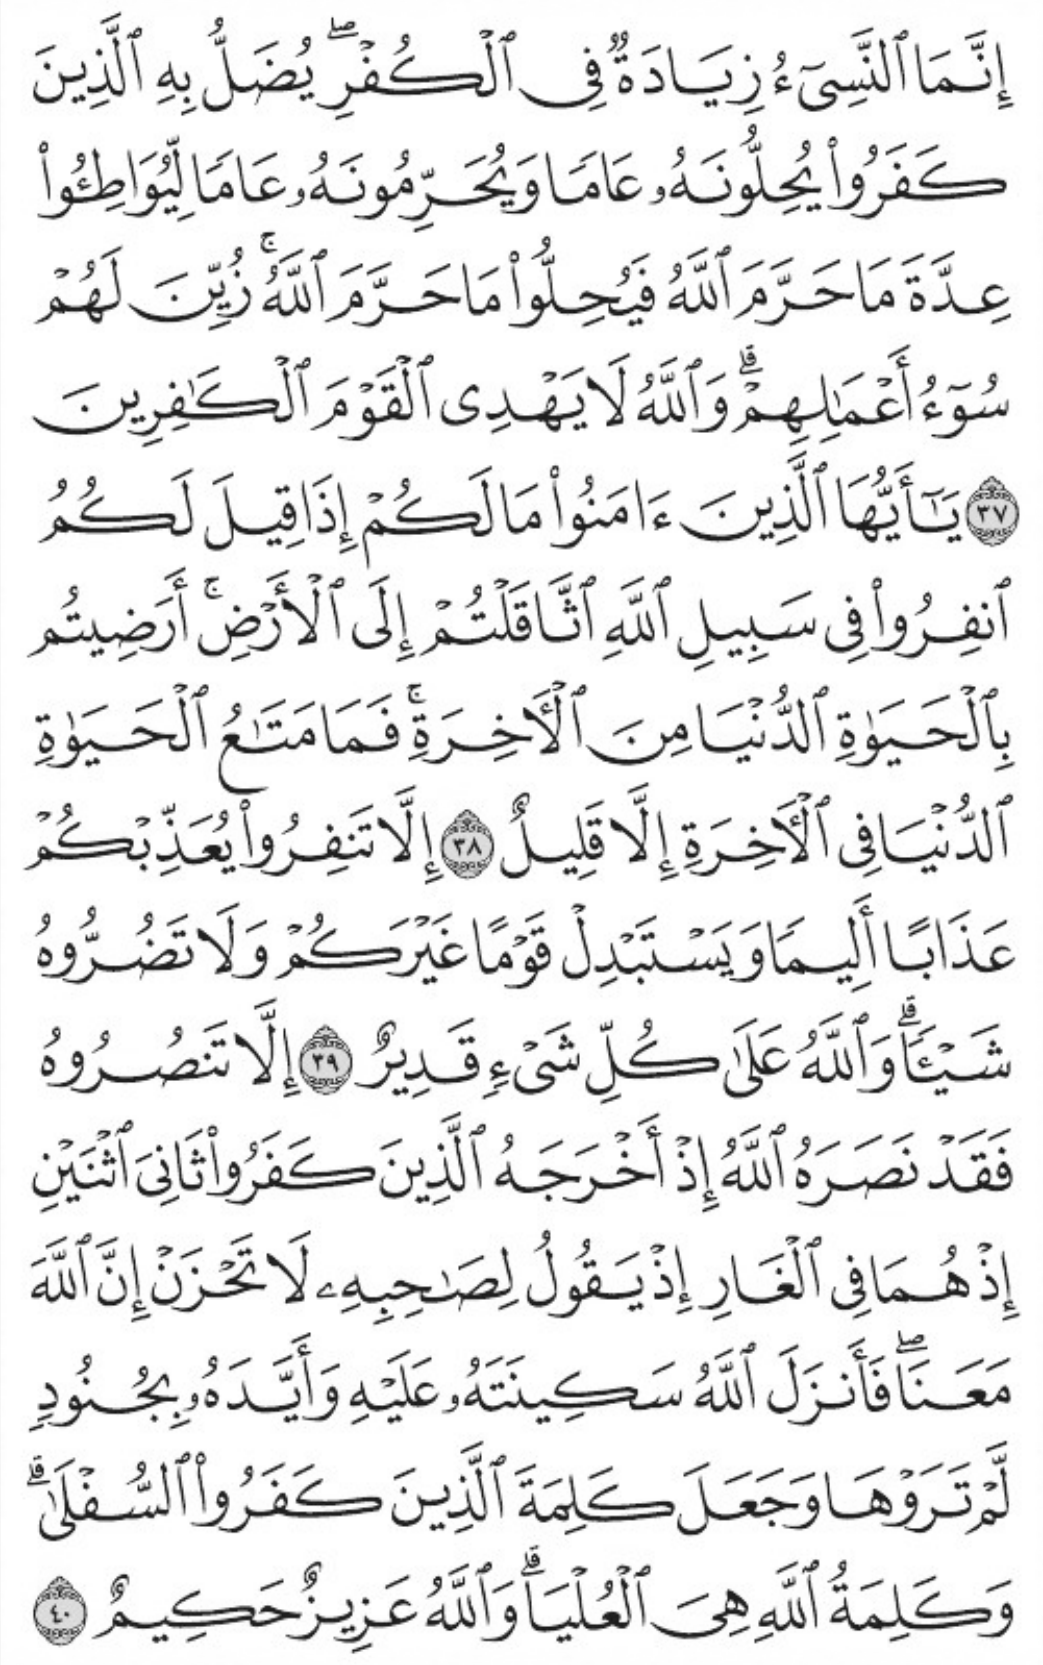 إِنَّمَا ٱلنَّسِىٓءُ زِيَادَةٌ فِى ٱلْكُفْرِ ۖ يُضَلُّ بِهِ ٱلَّذِينَ
كَفَرُوا۟ يُحِلُّونَهُۥ عَامًا وَيُحَرِّمُونَهُۥ عَامًا لِّيُوَاطِـُٔوا۟
عِدَّةَ مَا حَرَّمَ ٱللَّهُ فَيُحِلُّوا۟ مَا حَرَّمَ ٱللَّهُ ۚ زُيِّنَ لَهُمْ
سُوٓءُ أَعْمَـٰلِهِمْ ۗ وَٱللَّهُ لَا يَهْدِى ٱلْقَوْمَ ٱلْكَـٰفِرِينَ
٣٧ يَـٰٓأَيُّهَا ٱلَّذِينَ ءَامَنُوا۟ مَا لَكُمْ إِذَا قِيلَ لَكُمُ
ٱنفِرُوا۟ فِى سَبِيلِ ٱللَّهِ ٱثَّاقَلْتُمْ إِلَى ٱلْأَرْضِ ۚ أَرَضِيتُم
بِٱلْحَيَوٰةِ ٱلدُّنْيَا مِنَ ٱلْـَٔاخِرَةِ ۚ فَمَا مَتَـٰعُ ٱلْحَيَوٰةِ
ٱلدُّنْيَا فِى ٱلْـَٔاخِرَةِ إِلَّا قَلِيلٌ ٣٨ إِلَّا تَنفِرُوا۟ يُعَذِّبْكُمْ
عَذَابًا أَلِيمًا وَيَسْتَبْدِلْ قَوْمًا غَيْرَكُمْ وَلَا تَضُرُّوهُ
شَيْـًٔا ۗ وَٱللَّهُ عَلَىٰ كُلِّ شَىْءٍ قَدِيرٌ ٣٩ إِلَّا تَنصُرُوهُ
فَقَدْ نَصَرَهُ ٱللَّهُ إِذْ أَخْرَجَهُ ٱلَّذِينَ كَفَرُوا۟ ثَانِىَ ٱثْنَيْنِ
إِذْ هُمَا فِى ٱلْغَارِ إِذْ يَقُولُ لِصَـٰحِبِهِۦ لَا تَحْزَنْ إِنَّ ٱللَّهَ
مَعَنَا ۖ فَأَنزَلَ ٱللَّهُ سَكِينَتَهُۥ عَلَيْهِ وَأَيَّدَهُۥ بِجُنُودٍ
لَّمْ تَرَوْهَا وَجَعَلَ كَلِمَةَ ٱلَّذِينَ كَفَرُوا۟ ٱلسُّفْلَىٰ ۗ
وَكَلِمَةُ ٱللَّهِ هِىَ ٱلْعُلْيَا ۗ وَٱللَّهُ عَزِيزٌ حَكِيمٌ ٤٠